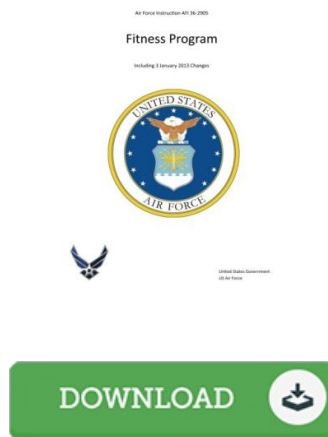 Air Force Instruction AFI 36-2905
Fitness Program
Including 3 January 2013 Changes
UNITED STATES
AIR FORCE
United States Government
US Air Force
DOWNLOAD